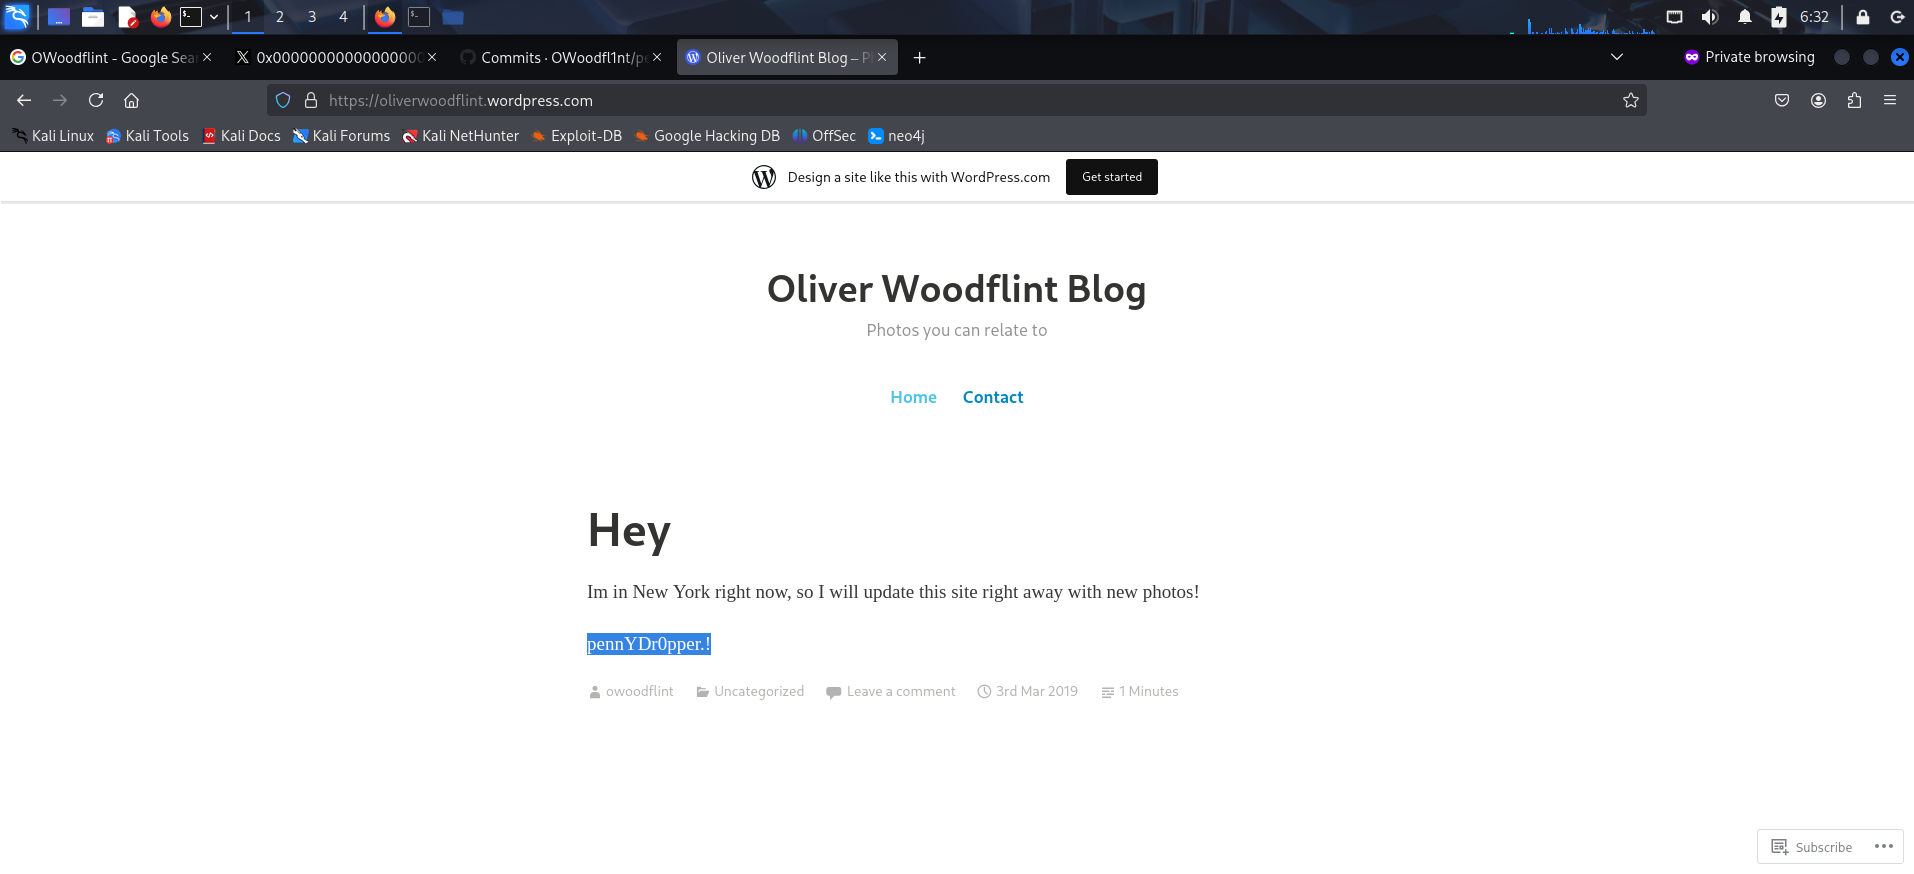 1 2 3 4 6:32
OWoodflint - Google Sear 0x00000000000000000 Commits · OWoodfl1nt/pe Oliver Woodflint Blog – P Private browsing
https://oliverwoodflint.wordpress.com
Kali Linux Kali Tools Kali Docs Kali Forums Kali NetHunter Exploit-DB Google Hacking DB OffSec neo4j
Design a site like this with WordPress.com Get started
Oliver Woodflint Blog
Photos you can relate to
Home Contact
Hey
Im in New York right now, so I will update this site right away with new photos!
pennYDr0pper.!
owoodflint Uncategorized Leave a comment 3rd Mar 2019 1 Minutes
Subscribe